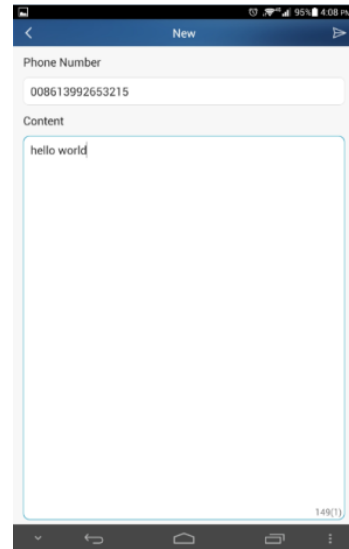 95% 4:08 PM
New
Phone Number
008613992653215
Content
hello world
149(1)